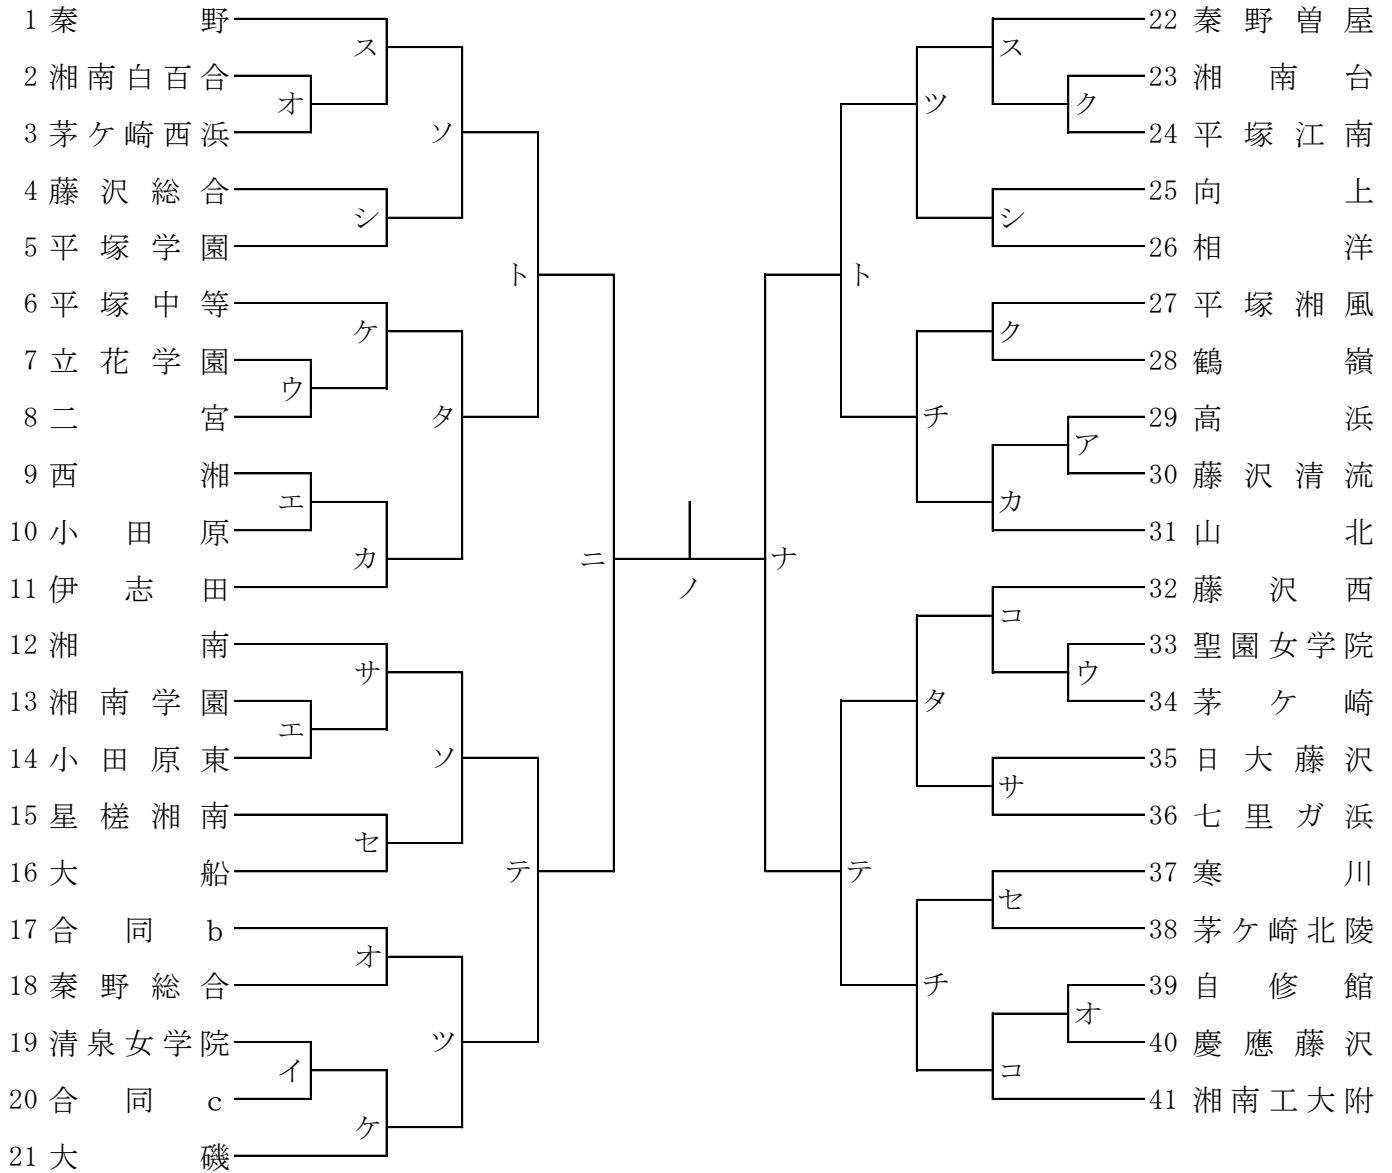 1 秦野
ス
2 湘南白百合
オ
3 茅ケ崎西浜
ソ
4 藤沢総合
シ
5 平塚学園
ト
6 平塚中等
ケ
7 立花学園
ウ
8 二宮
タ
9 西湘
エ
10 小田原
カ
11 伊志田
ニ
12 湘南
サ
13 湘南学園
エ
14 小田原東
ソ
15 星槎湘南
セ
16 大船
テ
17 合同b
オ
18 秦野総合
19 清泉女学院
ツ
イ
20 合同c
ケ
21 大磯
ノ
22 秦野曽屋
ス
23 湘南台
ク
ツ
24 平塚江南
25 向上
シ
26 相洋
ト
27 平塚湘風
ク
28 鶴嶺
29 高浜
チ
ア
30 藤沢清流
カ
31 山北
ナ
32 藤沢西
コ
33 聖園女学院
ウ
34 茅ケ崎
タ
35 日大藤沢
サ
36 七里ガ浜
37 寒川
テ
セ
38 茅ケ崎北陵
39 自修館
チ
オ
40 慶應藤沢
コ
41 湘南工大附